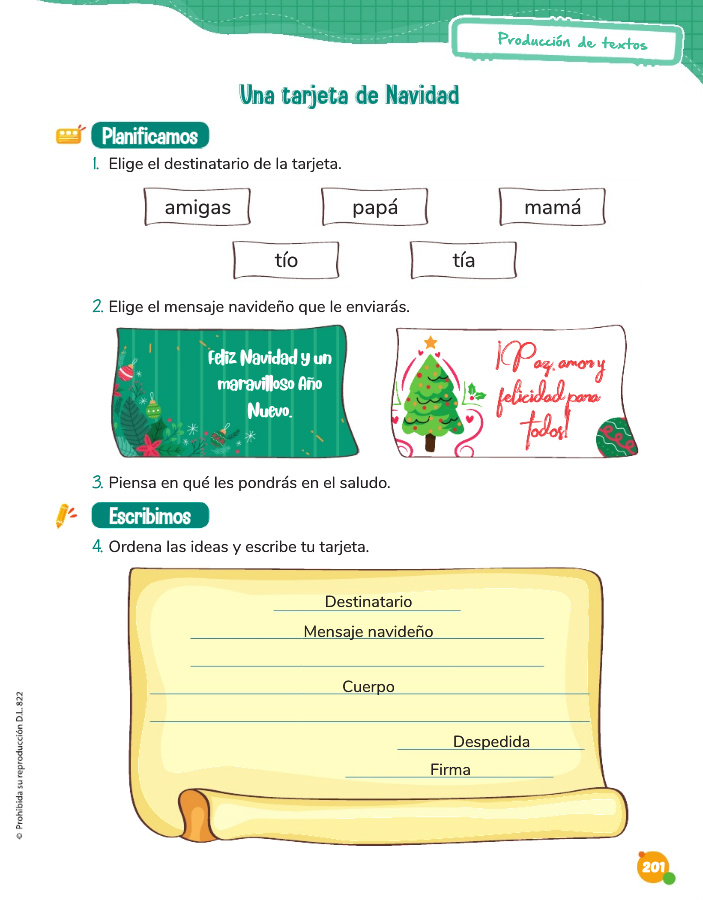 Producción de textos
Una tarjeta de Navidad
Planificamos
1. Elige el destinatario de la tarjeta.
amigas papá mamá
tío tía
2. Elige el mensaje navideño que le enviarás.
Feliz Navidad y un
maravilloso Año
Nuevo.
¡Paz, amor y
felicidad para
todos!
3. Piensa en qué les pondrás en el saludo.
Escribimos
4. Ordena las ideas y escribe tu tarjeta.
Destinatario
Mensaje navideño
Cuerpo
Despedida
Firma
© Prohibida su reproducción D.L. 822
201